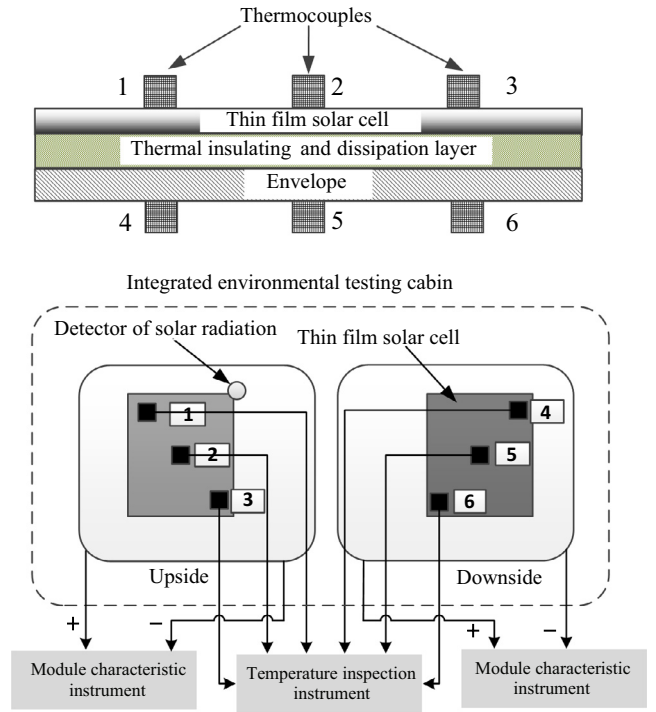 Thermocouples
1 2 3
Thin film solar cell
Thermal insulating and dissipation layer
Envelope
4 5 6
Integrated environmental testing cabin
Detector of solar radiation
Thin film solar cell
1
2
3
4
5
6
Upside
Downside
+ −
+ −
Module characteristic
instrument
Temperature inspection
instrument
Module characteristic
instrument